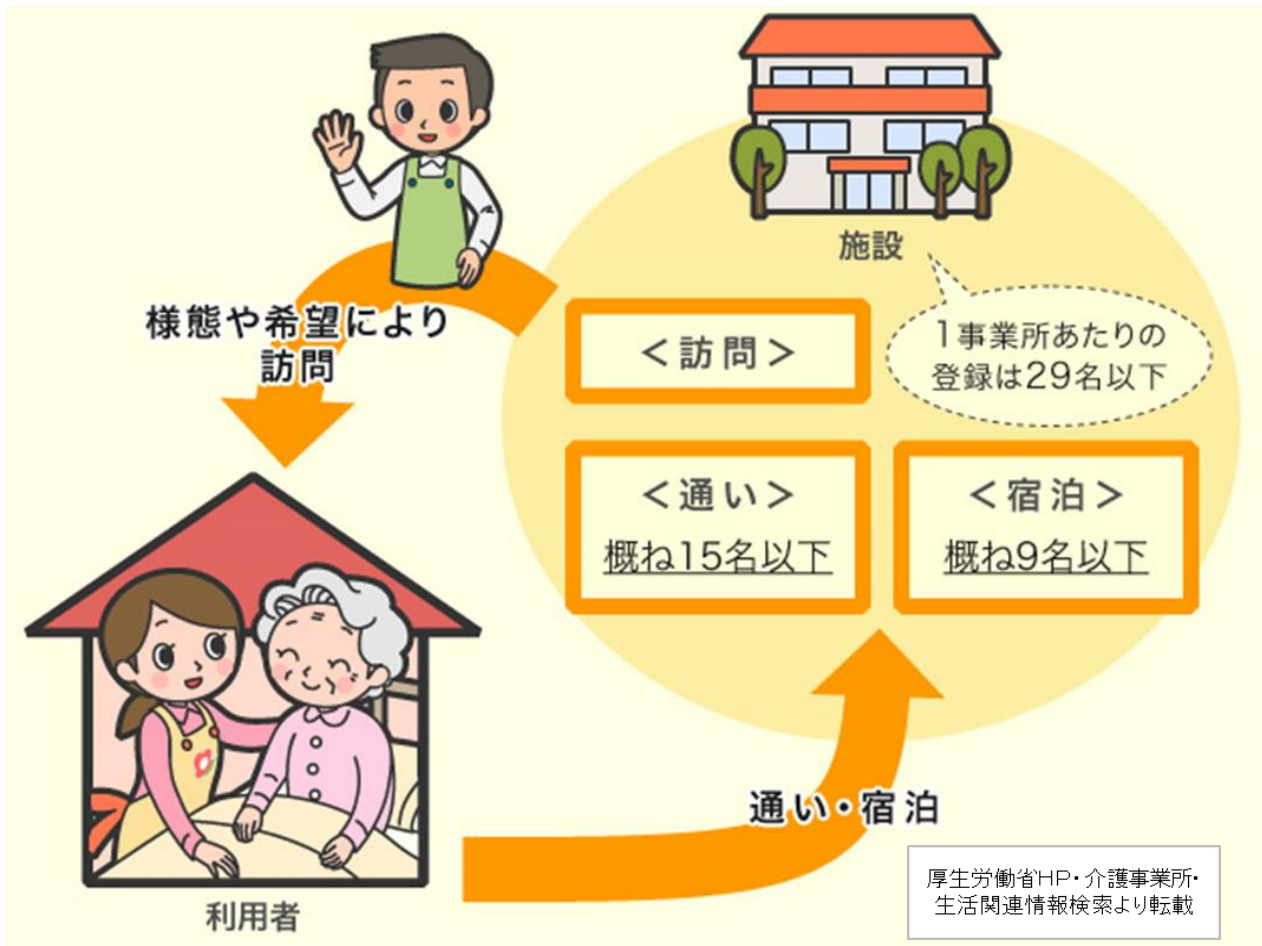 施設
1事業所あたりの
登録は29名以下
様態や希望により
訪問
＜訪問＞
＜通い＞
概ね15名以下
＜宿泊＞
概ね9名以下
通い・宿泊
利用者
厚生労働省HP・介護事業所・
生活関連情報検索より転載